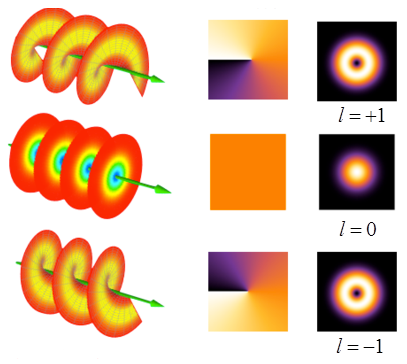 l = +1
l = 0
l = −1